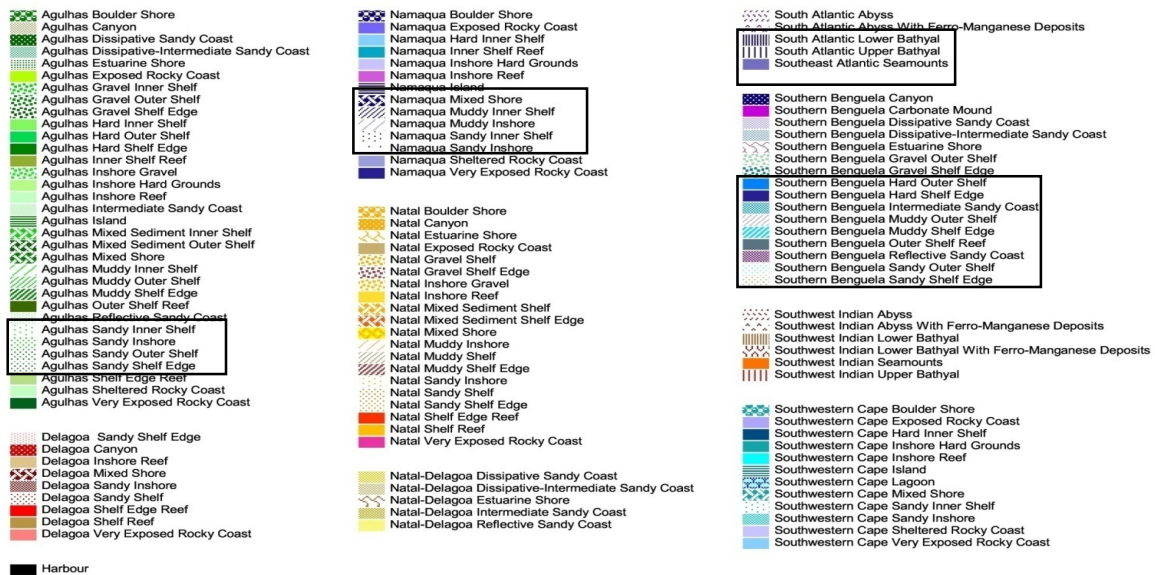 Agulhas Boulder Shore
Agulhas Canyon
Agulhas Dissipative Sandy Coast
Agulhas Dissipative-Intermediate Sandy Coast
Agulhas Estuarine Shore
Agulhas Exposed Rocky Coast
Agulhas Gravel Inner Shelf
Agulhas Gravel Outer Shelf
Agulhas Gravel Shelf Edge
Agulhas Hard Inner Shelf
Agulhas Hard Outer Shelf
Agulhas Hard Shelf Edge
Agulhas Inner Shelf Reef
Agulhas Inshore Gravel
Agulhas Inshore Hard Grounds
Agulhas Inshore Reef
Agulhas Intermediate Sandy Coast
Agulhas Island
Agulhas Mixed Sediment Inner Shelf
Agulhas Mixed Sediment Outer Shelf
Agulhas Mixed Shore
Agulhas Muddy Inner Shelf
Agulhas Muddy Outer Shelf
Agulhas Muddy Shelf Edge
Agulhas Outer Shelf Reef
Agulhas Reflective Sandy Coast
Agulhas Sandy Inner Shelf
Agulhas Sandy Inshore
Agulhas Sandy Outer Shelf
Agulhas Sandy Shelf Edge
Agulhas Shelf Edge Reef
Agulhas Sheltered Rocky Coast
Agulhas Very Exposed Rocky Coast
Delagoa Sandy Shelf Edge
Delagoa Canyon
Delagoa Inshore Reef
Delagoa Mixed Shore
Delagoa Sandy Inshore
Delagoa Sandy Shelf
Delagoa Shelf Edge Reef
Delagoa Shelf Reef
Delagoa Very Exposed Rocky Coast
Harbour
Namaqua Boulder Shore
Namaqua Exposed Rocky Coast
Namaqua Hard Inner Shelf
Namaqua Inner Shelf Reef
Namaqua Inshore Hard Grounds
Namaqua Inshore Reef
Namaqua Island
Namaqua Mixed Shore
Namaqua Muddy Inner Shelf
Namaqua Muddy Inshore
Namaqua Sandy Inner Shelf
Namaqua Sandy Inshore
Namaqua Sheltered Rocky Coast
Namaqua Very Exposed Rocky Coast
Natal Boulder Shore
Natal Canyon
Natal Estuarine Shore
Natal Exposed Rocky Coast
Natal Gravel Shelf
Natal Gravel Shelf Edge
Natal Inshore Gravel
Natal Inshore Reef
Natal Mixed Sediment Shelf
Natal Mixed Sediment Shelf Edge
Natal Mixed Shore
Natal Muddy Inshore
Natal Muddy Shelf
Natal Muddy Shelf Edge
Natal Sandy Inshore
Natal Sandy Shelf
Natal Sandy Shelf Edge
Natal Shelf Edge Reef
Natal Shelf Reef
Natal Very Exposed Rocky Coast
Natal-Delagoa Dissipative Sandy Coast
Natal-Delagoa Dissipative-Intermediate Sandy Coast
Natal-Delagoa Estuarine Shore
Natal-Delagoa Intermediate Sandy Coast
Natal-Delagoa Reflective Sandy Coast
South Atlantic Abyss
South Atlantic Abyss With Ferro-Manganese Deposits
South Atlantic Lower Bathyal
South Atlantic Upper Bathyal
Southeast Atlantic Seamounts
Southern Benguela Canyon
Southern Benguela Carbonate Mound
Southern Benguela Dissipative Sandy Coast
Southern Benguela Dissipative-Intermediate Sandy Coast
Southern Benguela Estuarine Shore
Southern Benguela Gravel Outer Shelf
Southern Benguela Gravel Shelf Edge
Southern Benguela Hard Outer Shelf
Southern Benguela Hard Shelf Edge
Southern Benguela Intermediate Sandy Coast
Southern Benguela Muddy Outer Shelf
Southern Benguela Muddy Shelf Edge
Southern Benguela Outer Shelf Reef
Southern Benguela Reflective Sandy Coast
Southern Benguela Sandy Outer Shelf
Southern Benguela Sandy Shelf Edge
Southwest Indian Abyss
Southwest Indian Abyss With Ferro-Manganese Deposits
Southwest Indian Lower Bathyal
Southwest Indian Lower Bathyal With Ferro-Manganese Deposits
Southwest Indian Seamounts
Southwest Indian Upper Bathyal
Southwestern Cape Boulder Shore
Southwestern Cape Exposed Rocky Coast
Southwestern Cape Hard Inner Shelf
Southwestern Cape Inshore Hard Grounds
Southwestern Cape Inshore Reef
Southwestern Cape Island
Southwestern Cape Lagoon
Southwestern Cape Mixed Shore
Southwestern Cape Sandy Inner Shelf
Southwestern Cape Sandy Inshore
Southwestern Cape Sheltered Rocky Coast
Southwestern Cape Very Exposed Rocky Coast